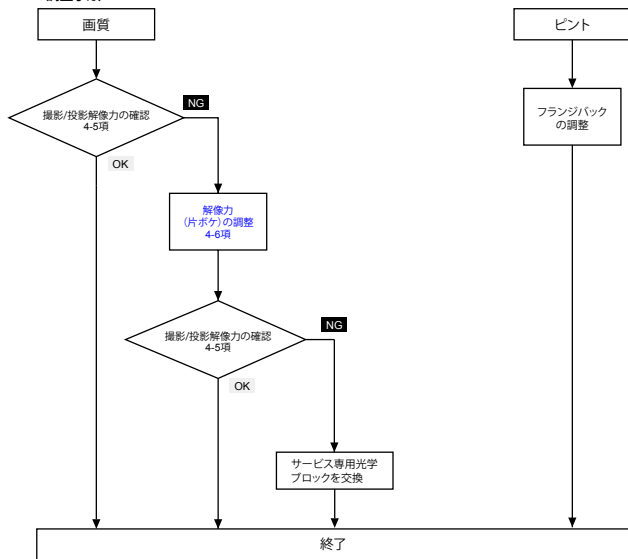 画質
ピント
撮影/投影解像力の確認
4-5項
NG
OK
フランジバック
の調整
解像力
(片ボケ)の調整
4-6項
撮影/投影解像力の確認
4-5項
NG
OK
サービス専用光学
ブロックを交換
終了